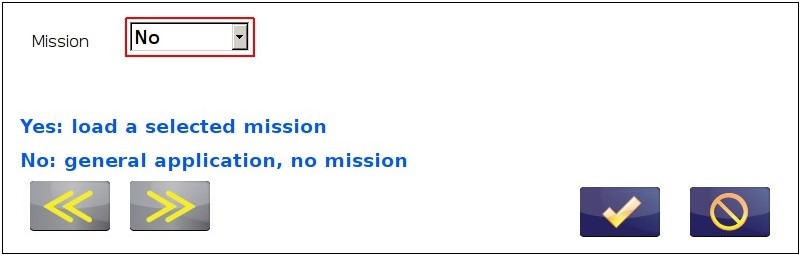 Mission No
Yes: load a selected mission
No: general application, no mission